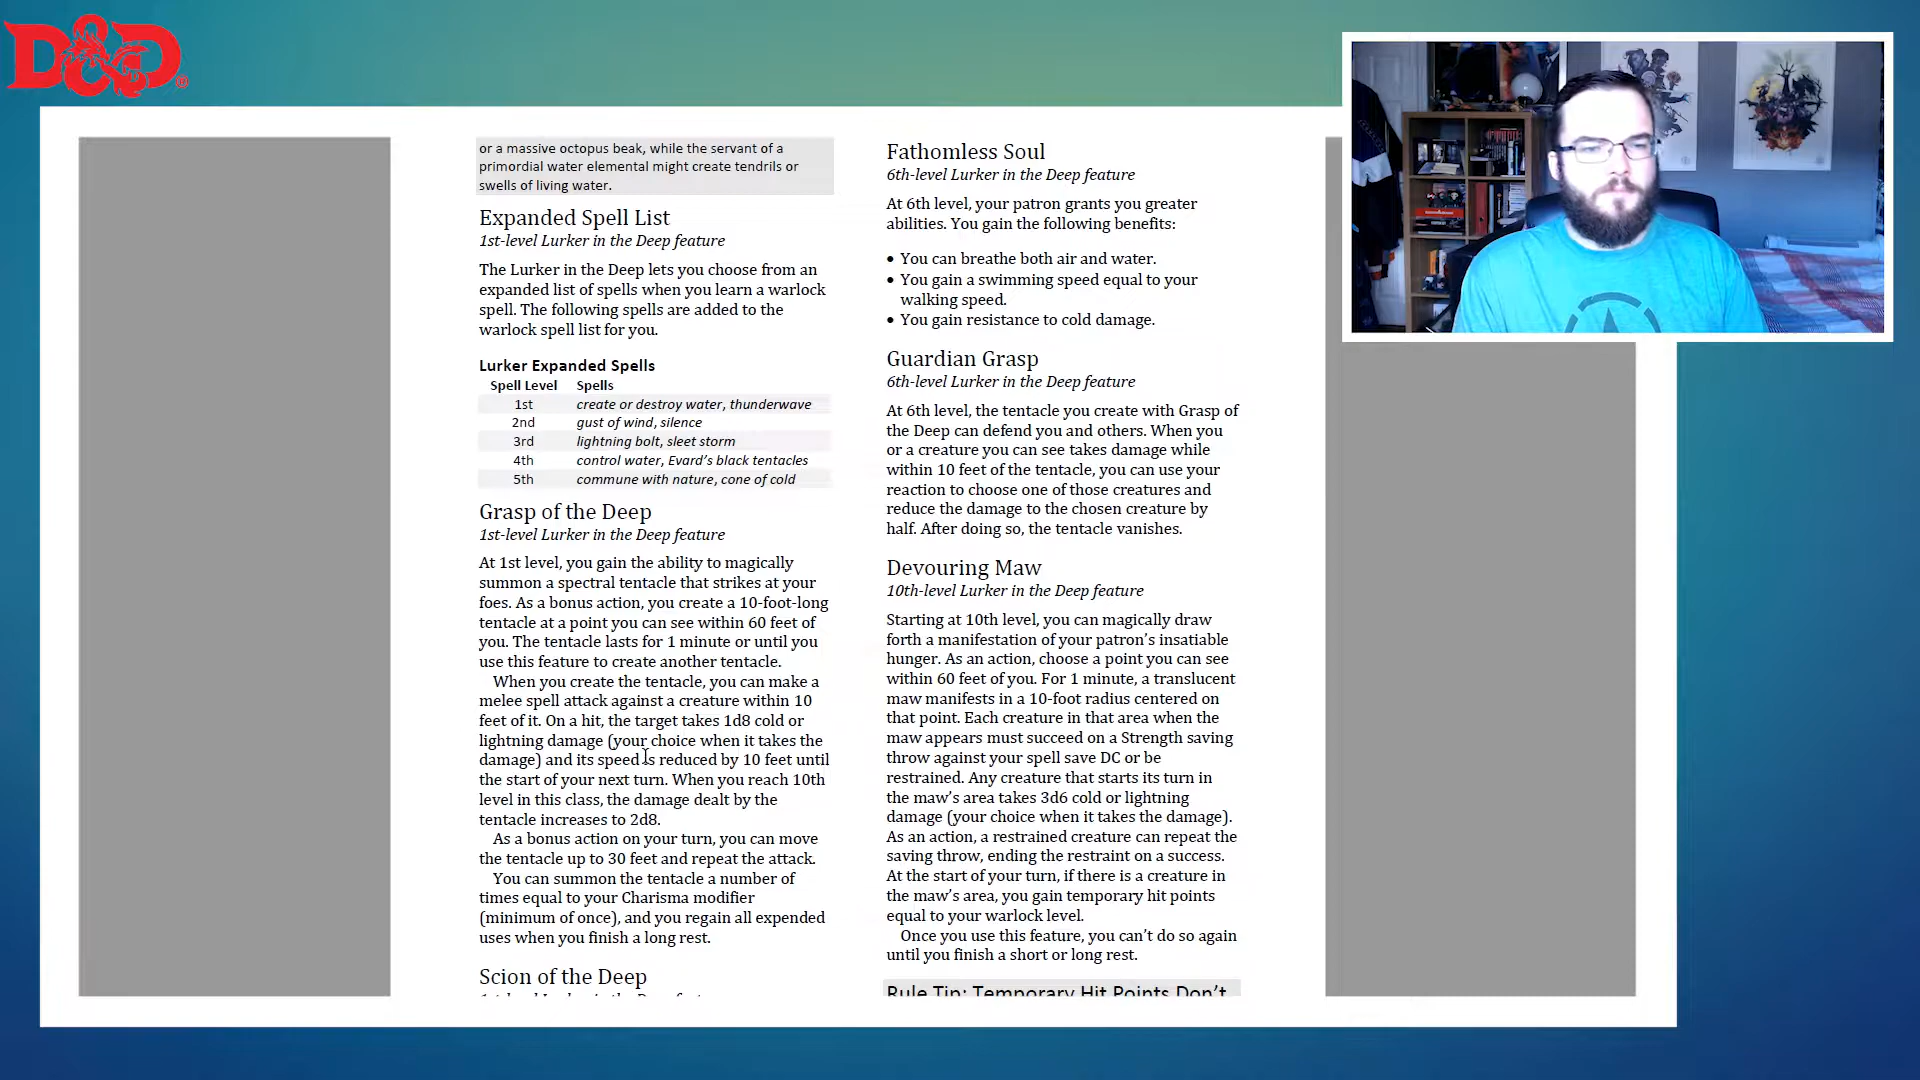 D&D®
or a massive octopus beak, while the servant of a
primordial water elemental might create tendrils or
swells of living water.
Expanded Spell List
1st-level Lurker in the Deep feature
The Lurker in the Deep lets you choose from an
expanded list of spells when you learn a warlock
spell. The following spells are added to the
warlock spell list for you.
Lurker Expanded Spells
Spell Level Spells
1st create or destroy water, thunderwave
2nd gust of wind, silence
3rd lightning bolt, sleet storm
4th control water, Evard’s black tentacles
5th commune with nature, cone of cold
Grasp of the Deep
1st-level Lurker in the Deep feature
At 1st level, you gain the ability to magically
summon a spectral tentacle that strikes at your
foes. As a bonus action, you create a 10-foot-long
tentacle at a point you can see within 60 feet of
you. The tentacle lasts for 1 minute or until you
use this feature to create another tentacle.
When you create the tentacle, you can make a
melee spell attack against a creature within 10
feet of it. On a hit, the target takes 1d8 cold or
lightning damage (your choice when it takes the
damage) and its speed is reduced by 10 feet until
the start of your next turn. When you reach 10th
level in this class, the damage dealt by the
tentacle increases to 2d8.
As a bonus action on your turn, you can move
the tentacle up to 30 feet and repeat the attack.
You can summon the tentacle a number of
times equal to your Charisma modifier
(minimum of once), and you regain all expended
uses when you finish a long rest.
Scion of the Deep
Fathomless Soul
6th-level Lurker in the Deep feature
At 6th level, your patron grants you greater
abilities. You gain the following benefits:
• You can breathe both air and water.
• You gain a swimming speed equal to your
walking speed.
• You gain resistance to cold damage.
Guardian Grasp
6th-level Lurker in the Deep feature
At 6th level, the tentacle you create with Grasp of
the Deep can defend you and others. When you
or a creature you can see takes damage while
within 10 feet of the tentacle, you can use your
reaction to choose one of those creatures and
reduce the damage to the chosen creature by
half. After doing so, the tentacle vanishes.
Devouring Maw
10th-level Lurker in the Deep feature
Starting at 10th level, you can magically draw
forth a manifestation of your patron’s insatiable
hunger. As an action, choose a point you can see
within 60 feet of you. For 1 minute, a translucent
maw manifests in a 10-foot radius centered on
that point. Each creature in that area when the
maw appears must succeed on a Strength saving
throw against your spell save DC or be
restrained. Any creature that starts its turn in
the maw’s area takes 3d6 cold or lightning
damage (your choice when it takes the damage).
As an action, a restrained creature can repeat the
saving throw, ending the restraint on a success.
At the start of your turn, if there is a creature in
the maw’s area, you gain temporary hit points
equal to your warlock level.
Once you use this feature, you can’t do so again
until you finish a short or long rest.
Rule Tip: Temporary Hit Points Don’t